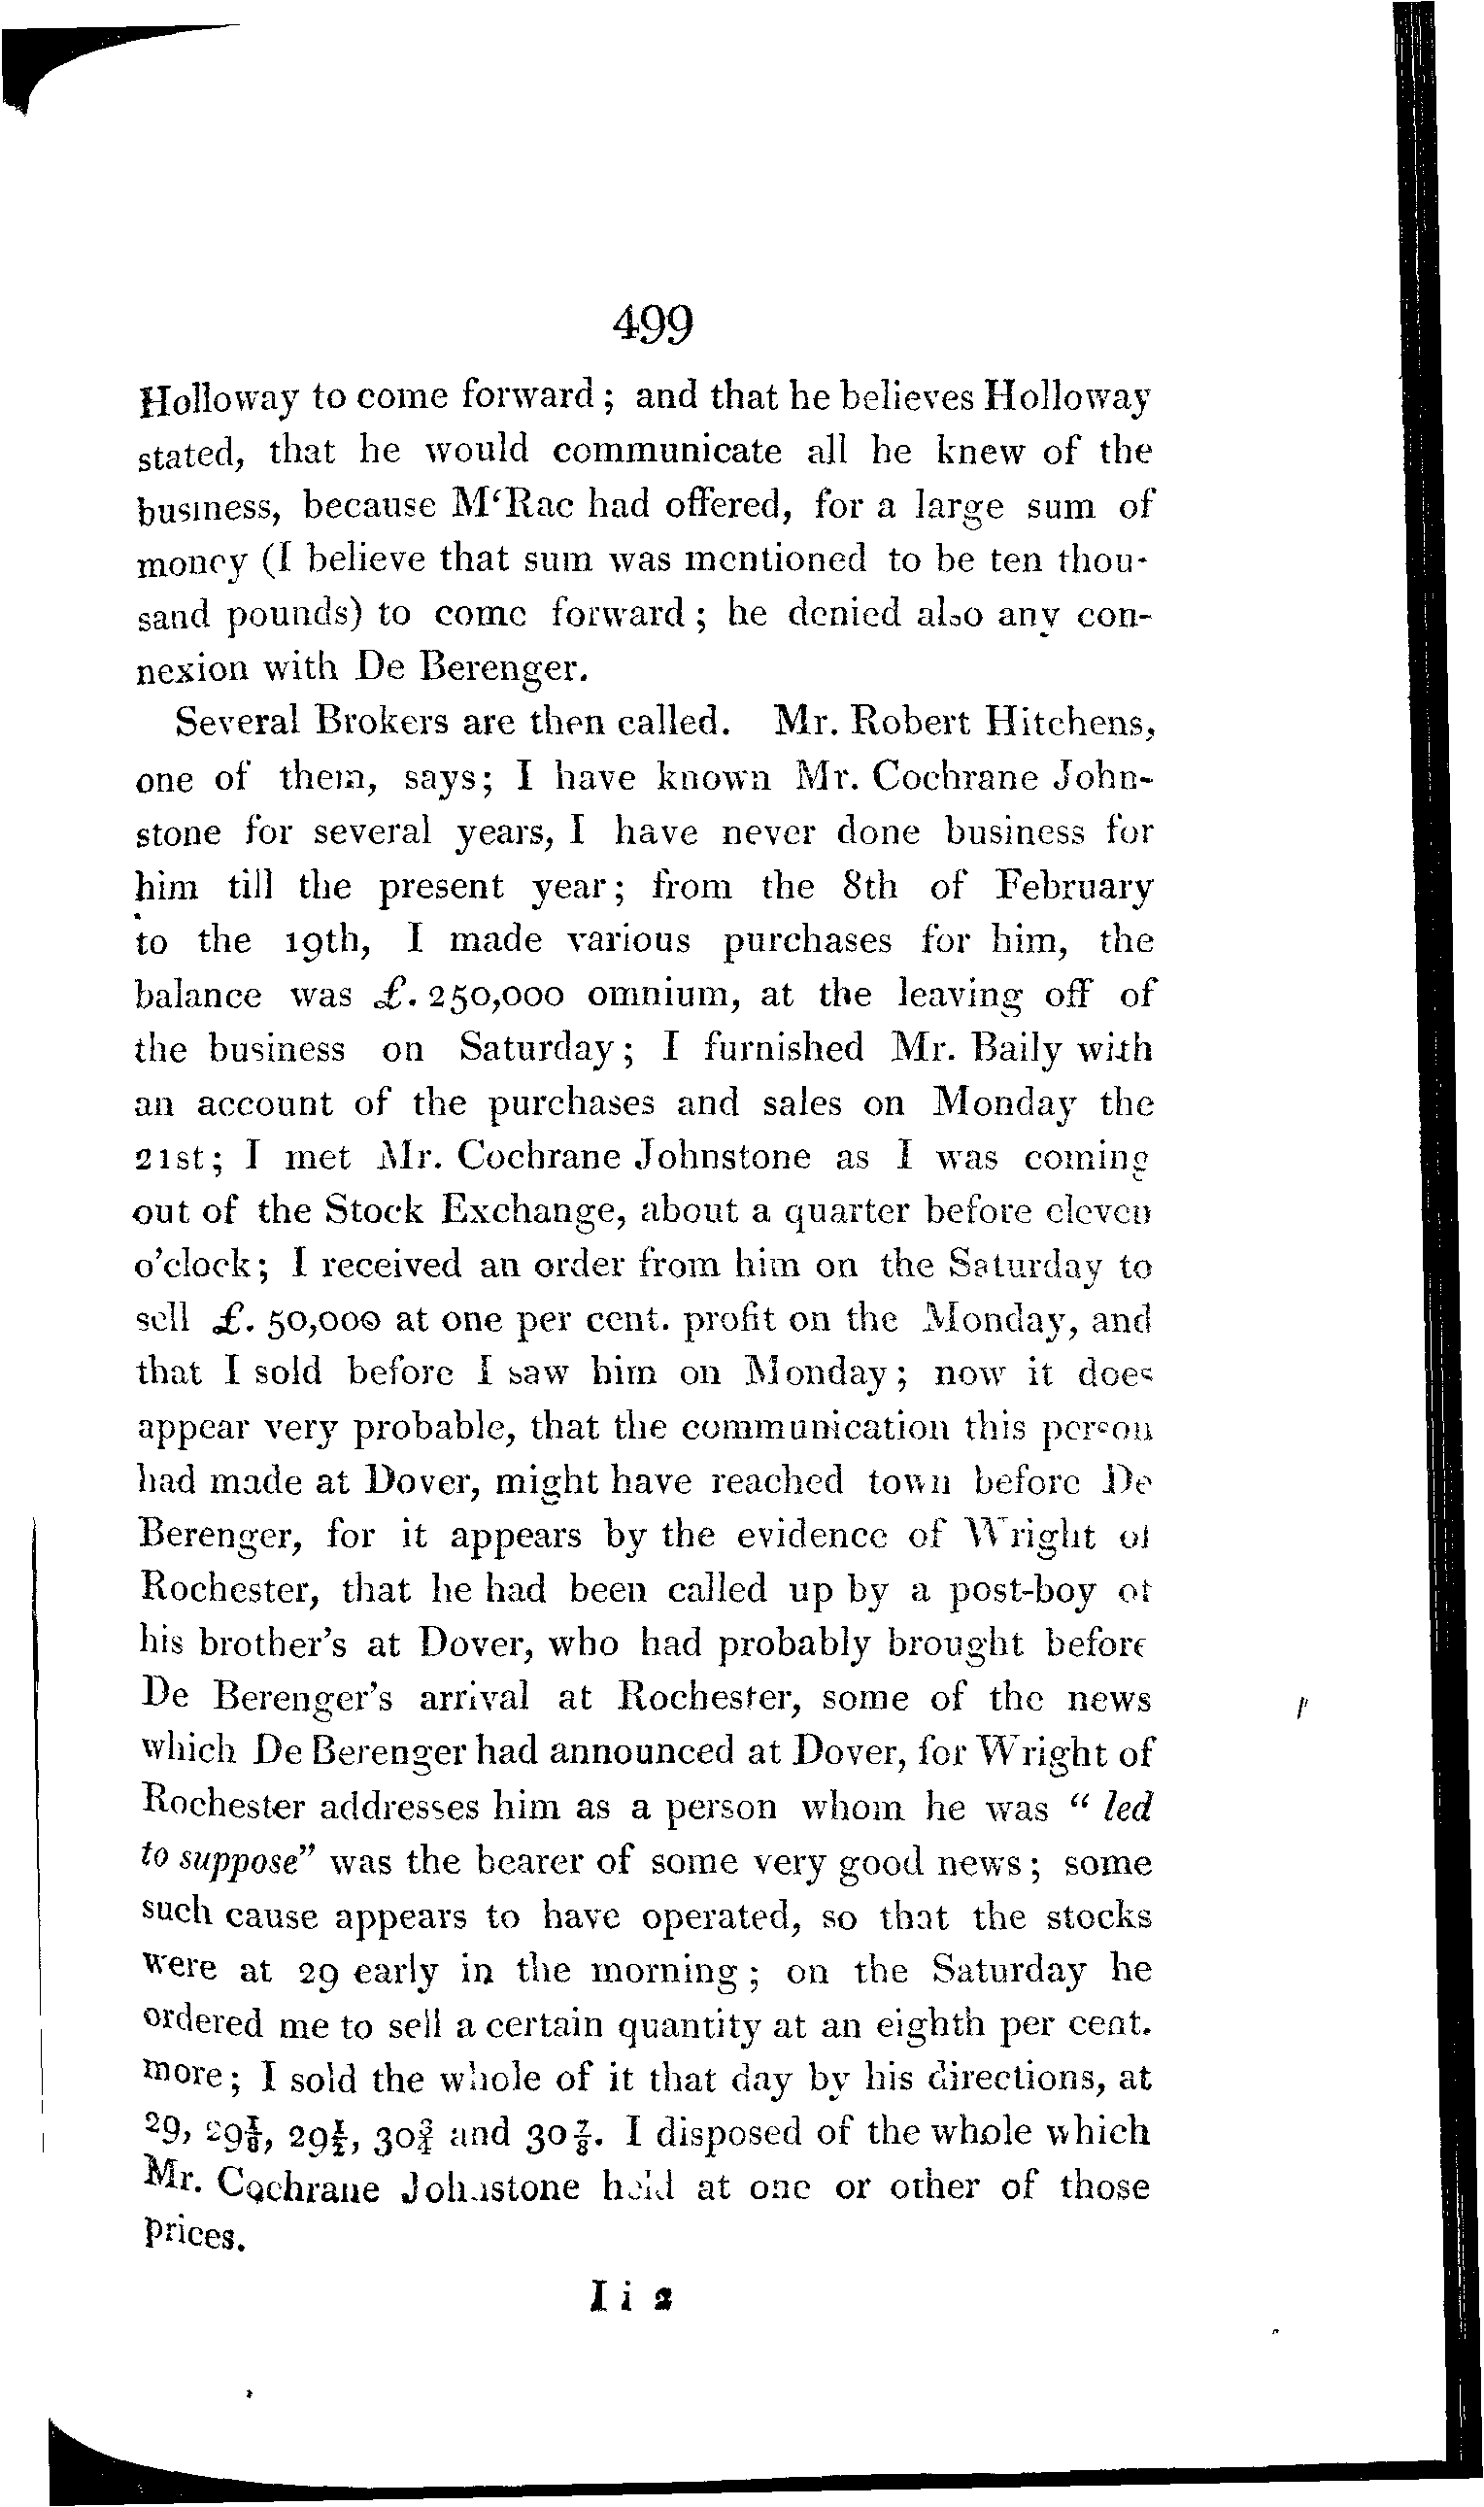 499
Holloway to come forward; and that he believes Holloway
stated, that he would communicate all he knew of the
business, because M‘Rae had offered, for a large sum of
money (I believe that sum was mentioned to be ten thou-
sand pounds) to come forward; he denied also any con-
nexion with De Berenger.
Several Brokers are then called. Mr. Robert Hitchens,
one of them, says; I have known Mr. Cochrane John-
stone for several years, I have never done business for
him till the present year; from the 8th of February
to the 19th, I made various purchases for him, the
balance was £. 250,000 omnium, at the leaving off of
the business on Saturday; I furnished Mr. Baily with
an account of the purchases and sales on Monday the
21st; I met Mr. Cochrane Johnstone as I was coming
out of the Stock Exchange, about a quarter before eleven
o'clock; I received an order from him on the Saturday to
sell £. 50,000 at one per cent. profit on the Monday, and
that I sold before I saw him on Monday; now it does
appear very probable, that the communication this person
had made at Dover, might have reached town before De
Berenger, for it appears by the evidence of Wright of
Rochester, that he had been called up by a post-boy of
his brother's at Dover, who had probably brought before
De Berenger's arrival at Rochester, some of the news
which De Berenger had announced at Dover, for Wright of
Rochester addresses him as a person whom he was “ led
to suppose” was the bearer of some very good news; some
such cause appears to have operated, so that the stocks
were at 29 early in the morning; on the Saturday he
ordered me to sell a certain quantity at an eighth per cent.
more; I sold the whole of it that day by his directions, at
29, 29⅛, 29½, 30¾ and 30⅞. I disposed of the whole which
Mr. Cochrane Johnstone held at one or other of those
prices.
I i 2